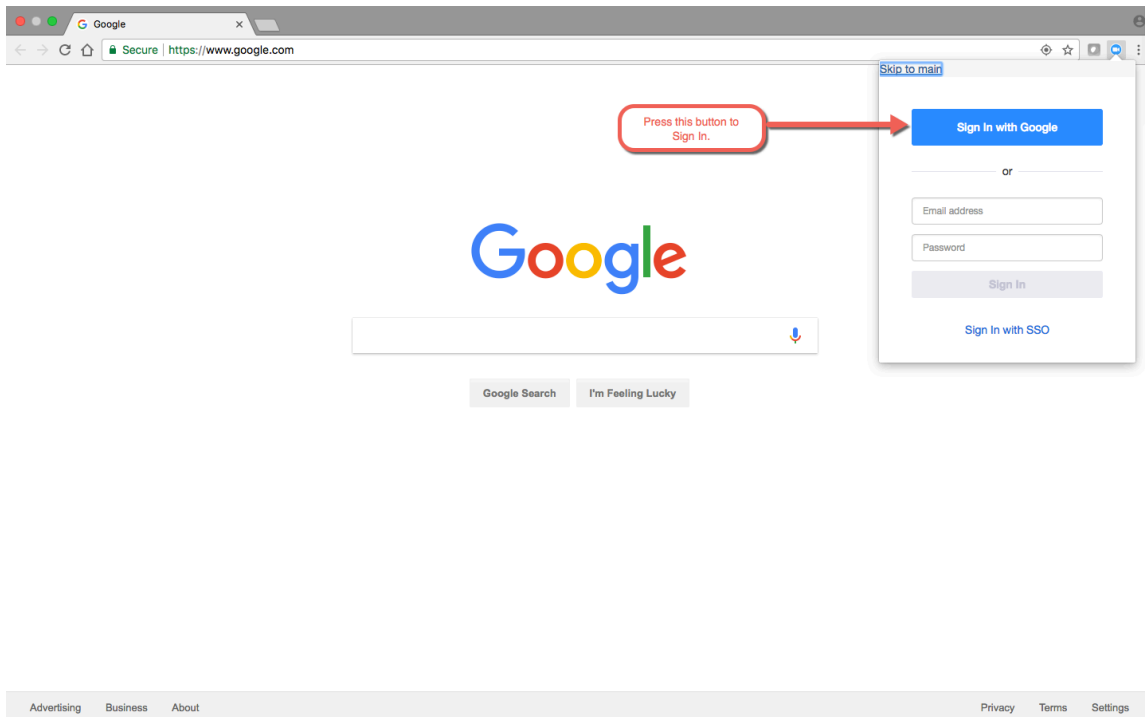 Google
Secure | https://www.google.com
Skip to main
Press this button to
Sign In.
Sign In with Google
or
Email address
Password
Sign In
Sign In with SSO
Google
Google Search
I'm Feeling Lucky
Advertising Business About
Privacy Terms Settings